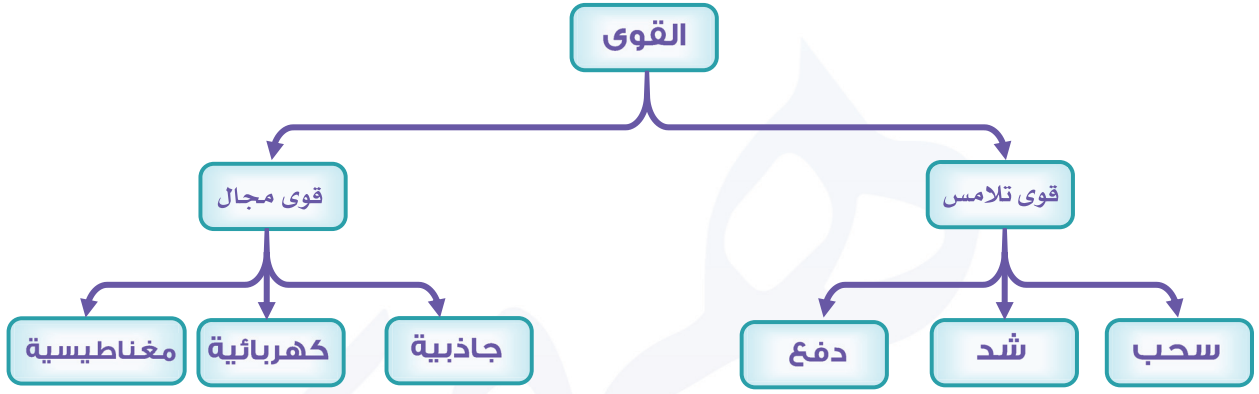 القوى
قوى تلامس
قوى مجال
سحب
شد
دفع
جاذبية
كهربائية
مغناطيسية